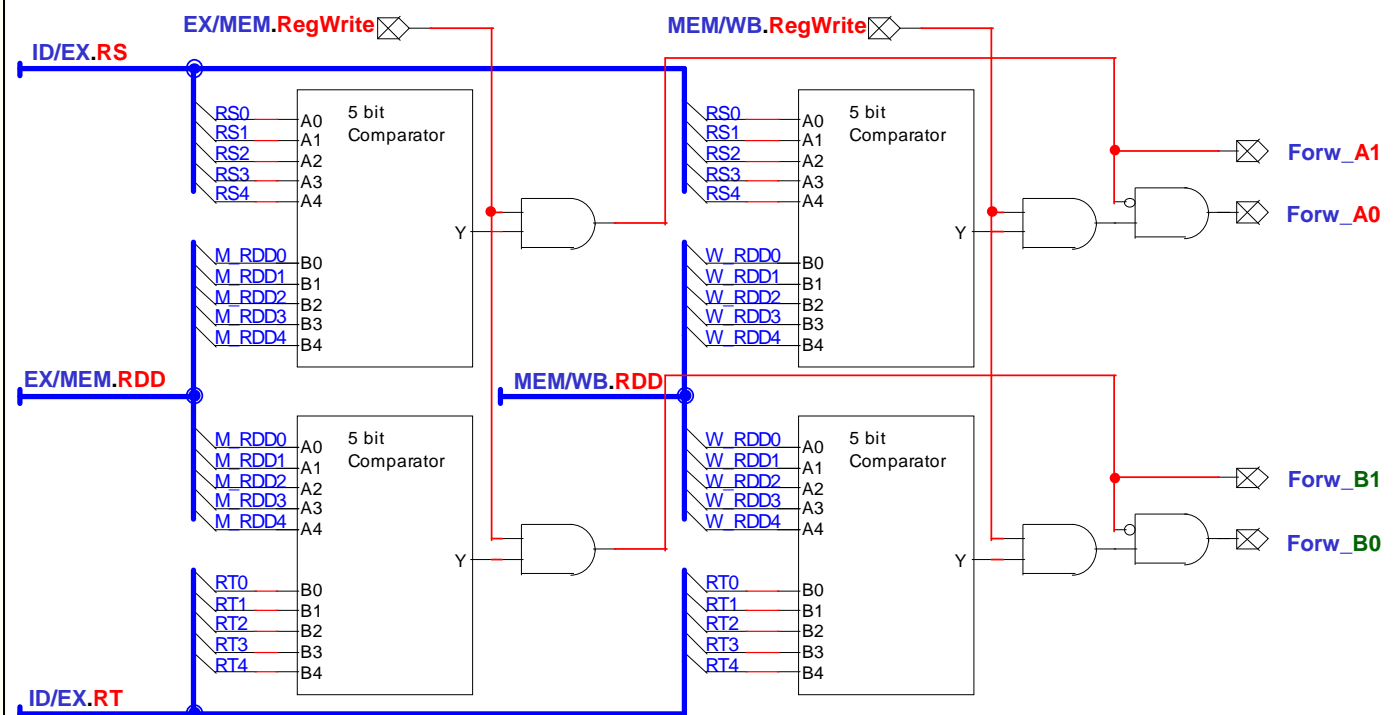 EX/MEM.RegWrite
MEM/WB.RegWrite
ID/EX.RS
RS0
RS1
RS2
RS3
RS4
A0
A1
A2
A3
A4
5 bit
Comparator
Y
M_RDD0
M_RDD1
M_RDD2
M_RDD3
M_RDD4
B0
B1
B2
B3
B4
RS0
RS1
RS2
RS3
RS4
A0
A1
A2
A3
A4
5 bit
Comparator
Y
W_RDD0
W_RDD1
W_RDD2
W_RDD3
W_RDD4
B0
B1
B2
B3
B4
Forw_A1
Forw_A0
EX/MEM.RDD
MEM/WB.RDD
M_RDD0
M_RDD1
M_RDD2
M_RDD3
M_RDD4
A0
A1
A2
A3
A4
5 bit
Comparator
Y
RT0
RT1
RT2
RT3
RT4
B0
B1
B2
B3
B4
W_RDD0
W_RDD1
W_RDD2
W_RDD3
W_RDD4
A0
A1
A2
A3
A4
5 bit
Comparator
Y
RT0
RT1
RT2
RT3
RT4
B0
B1
B2
B3
B4
Forw_B1
Forw_B0
ID/EX.RT